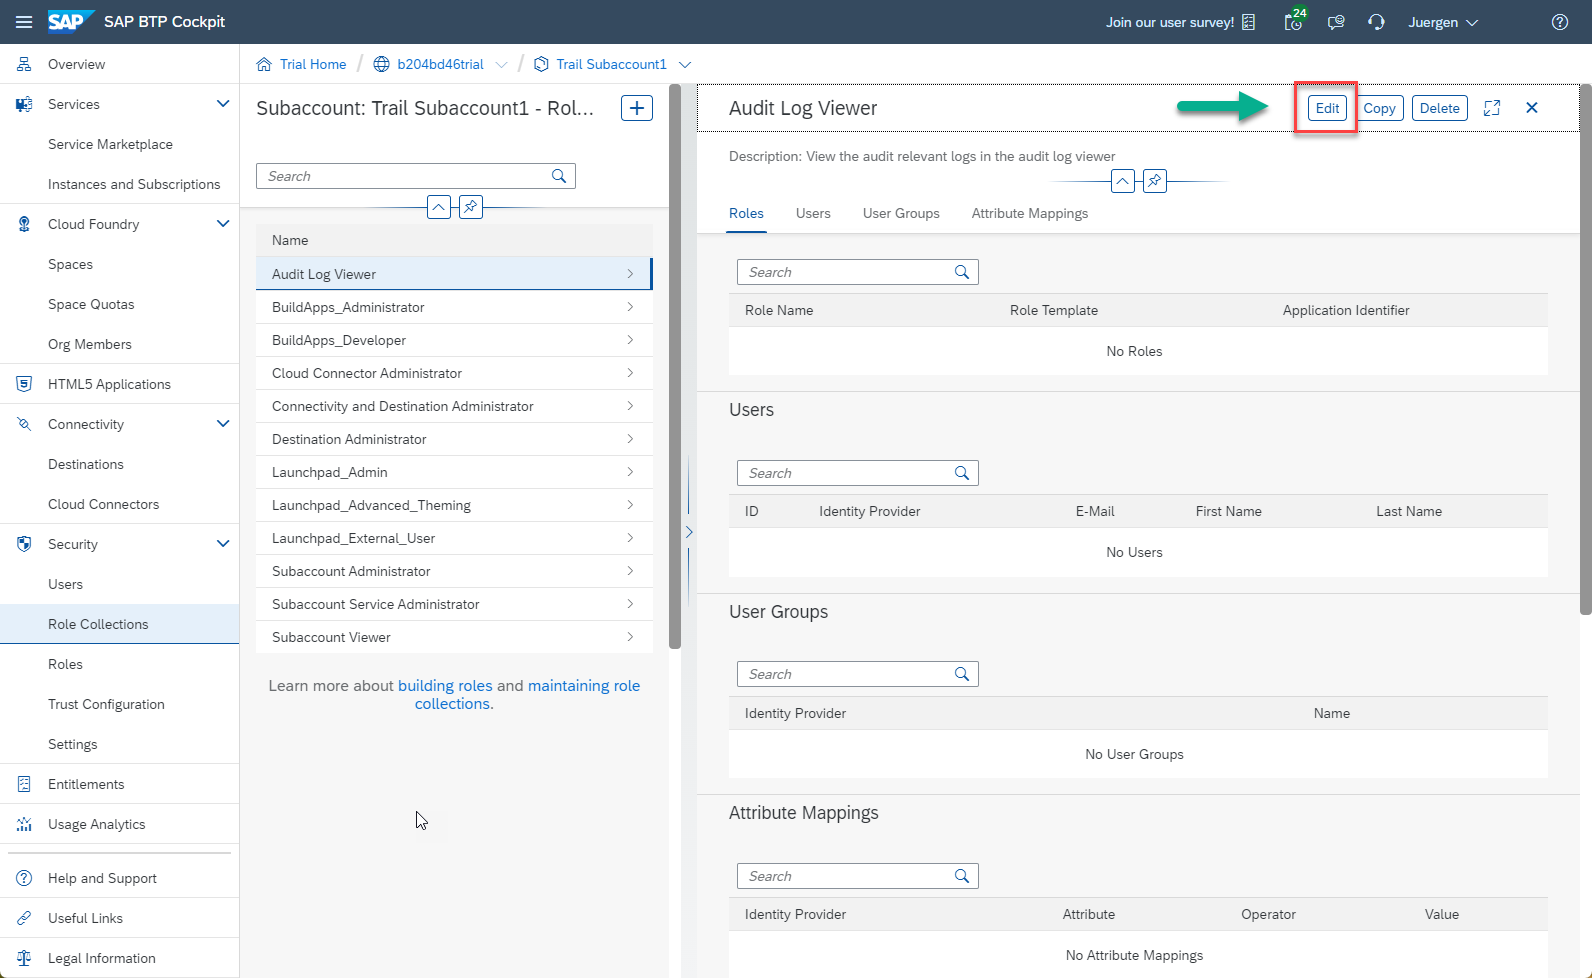 SAP SAP BTP Cockpit
Join our user survey!
24
Juergen
Overview
Services
Service Marketplace
Instances and Subscriptions
Cloud Foundry
Spaces
Space Quotas
Org Members
HTML5 Applications
Connectivity
Destinations
Cloud Connectors
Security
Users
Role Collections
Roles
Trust Configuration
Settings
Entitlements
Usage Analytics
Help and Support
Useful Links
Legal Information
Trial Home / b204bd46trial / Trail Subaccount1
Subaccount: Trail Subaccount1 - Rol...
Search
Name
Audit Log Viewer
BuildApps_Administrator
BuildApps_Developer
Cloud Connector Administrator
Connectivity and Destination Administrator
Destination Administrator
Launchpad_Admin
Launchpad_Advanced_Theming
Launchpad_External_User
Subaccount Administrator
Subaccount Service Administrator
Subaccount Viewer
Learn more about building roles and maintaining role
collections.
Audit Log Viewer
Edit Copy Delete
Description: View the audit relevant logs in the audit log viewer
Roles Users User Groups Attribute Mappings
Search
Role Name Role Template Application Identifier
No Roles
Users
Search
ID Identity Provider E-Mail First Name Last Name
No Users
User Groups
Search
Identity Provider Name
No User Groups
Attribute Mappings
Search
Identity Provider Attribute Operator Value
No Attribute Mappings